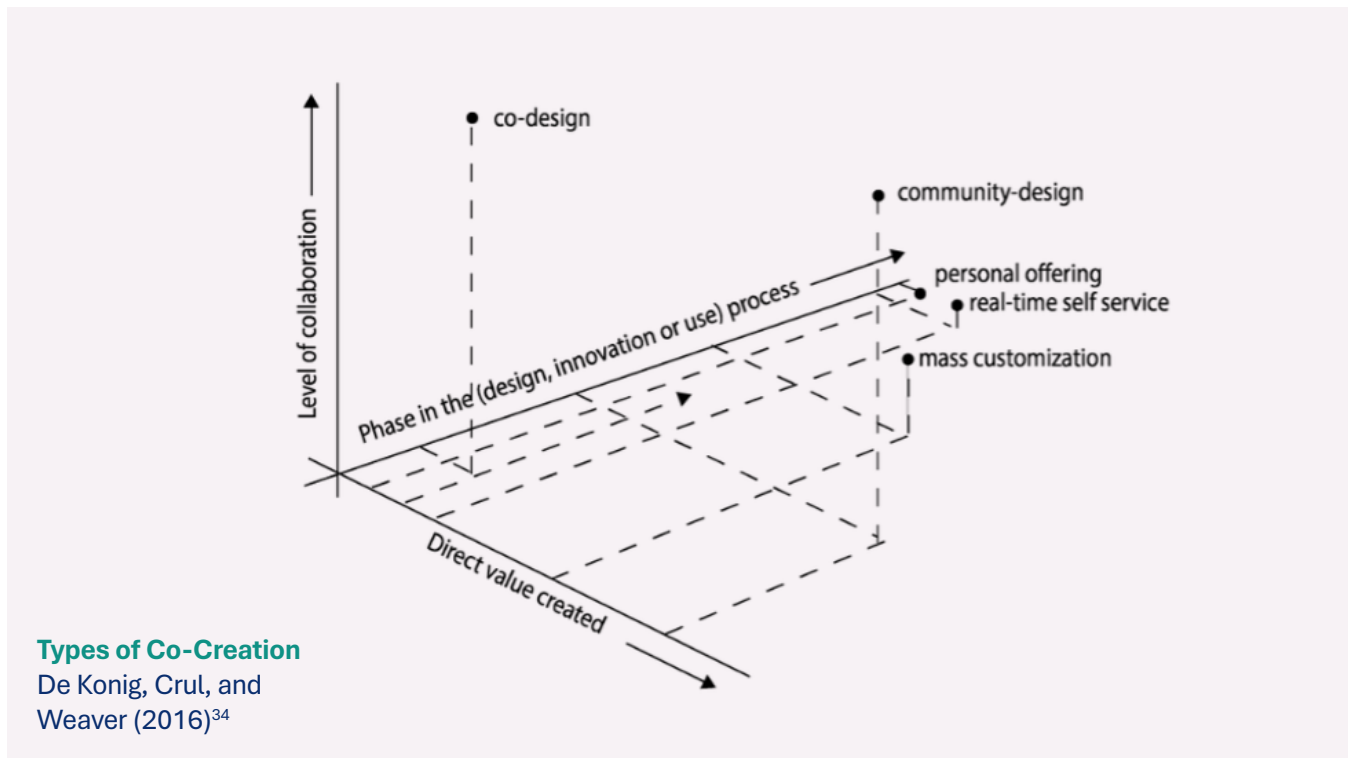 co-design
community-design
personal offering
real-time self service
mass customization
Level of collaboration
Phase in the (design, innovation or use) process
Direct value created
Types of Co-Creation
De Konig, Crul, and
Weaver (2016)³⁴